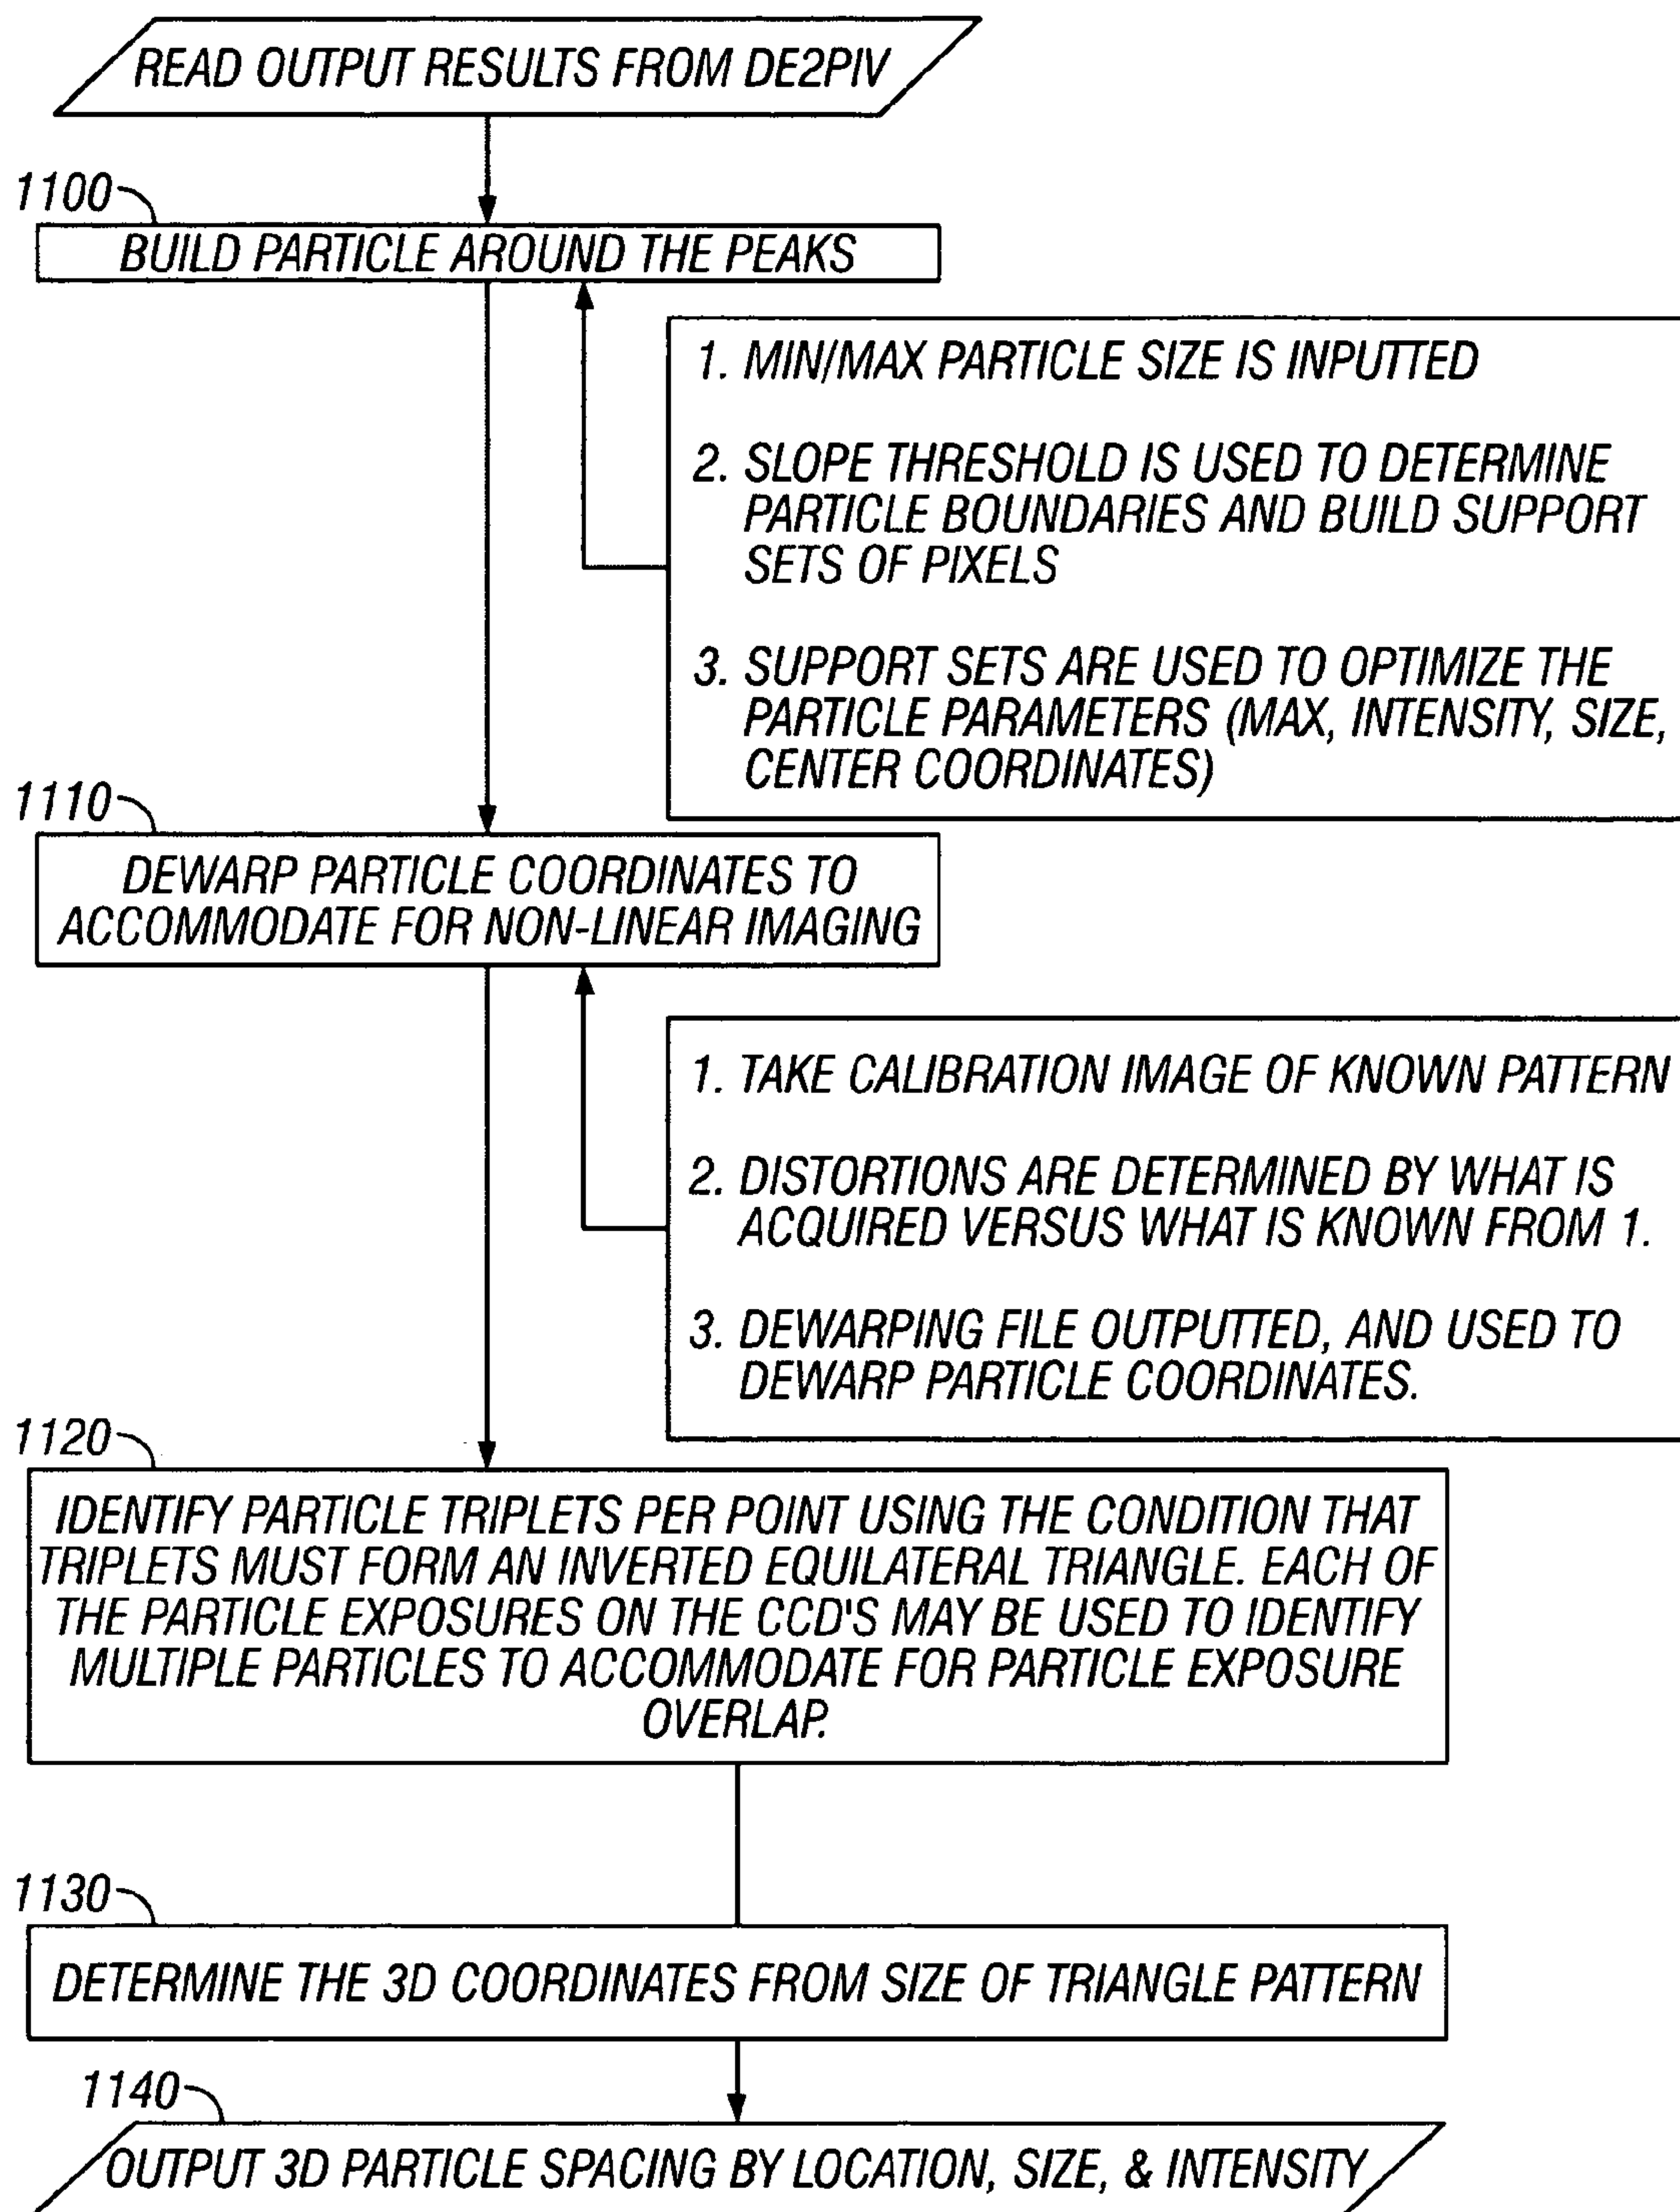 READ OUTPUT RESULTS FROM DE2PIV
1100
BUILD PARTICLE AROUND THE PEAKS
1. MIN/MAX PARTICLE SIZE IS INPUTTED
2. SLOPE THRESHOLD IS USED TO DETERMINE
PARTICLE BOUNDARIES AND BUILD SUPPORT
SETS OF PIXELS
3. SUPPORT SETS ARE USED TO OPTIMIZE THE
PARTICLE PARAMETERS (MAX, INTENSITY, SIZE,
CENTER COORDINATES)
1110
DEWARP PARTICLE COORDINATES TO
ACCOMMODATE FOR NON-LINEAR IMAGING
1. TAKE CALIBRATION IMAGE OF KNOWN PATTERN
2. DISTORTIONS ARE DETERMINED BY WHAT IS
ACQUIRED VERSUS WHAT IS KNOWN FROM 1.
3. DEWARPING FILE OUTPUTTED, AND USED TO
DEWARP PARTICLE COORDINATES.
1120
IDENTIFY PARTICLE TRIPLETS PER POINT USING THE CONDITION THAT
TRIPLETS MUST FORM AN INVERTED EQUILATERAL TRIANGLE. EACH OF
THE PARTICLE EXPOSURES ON THE CCD'S MAY BE USED TO IDENTIFY
MULTIPLE PARTICLES TO ACCOMMODATE FOR PARTICLE EXPOSURE
OVERLAP.
1130
DETERMINE THE 3D COORDINATES FROM SIZE OF TRIANGLE PATTERN
1140
OUTPUT 3D PARTICLE SPACING BY LOCATION, SIZE, & INTENSITY